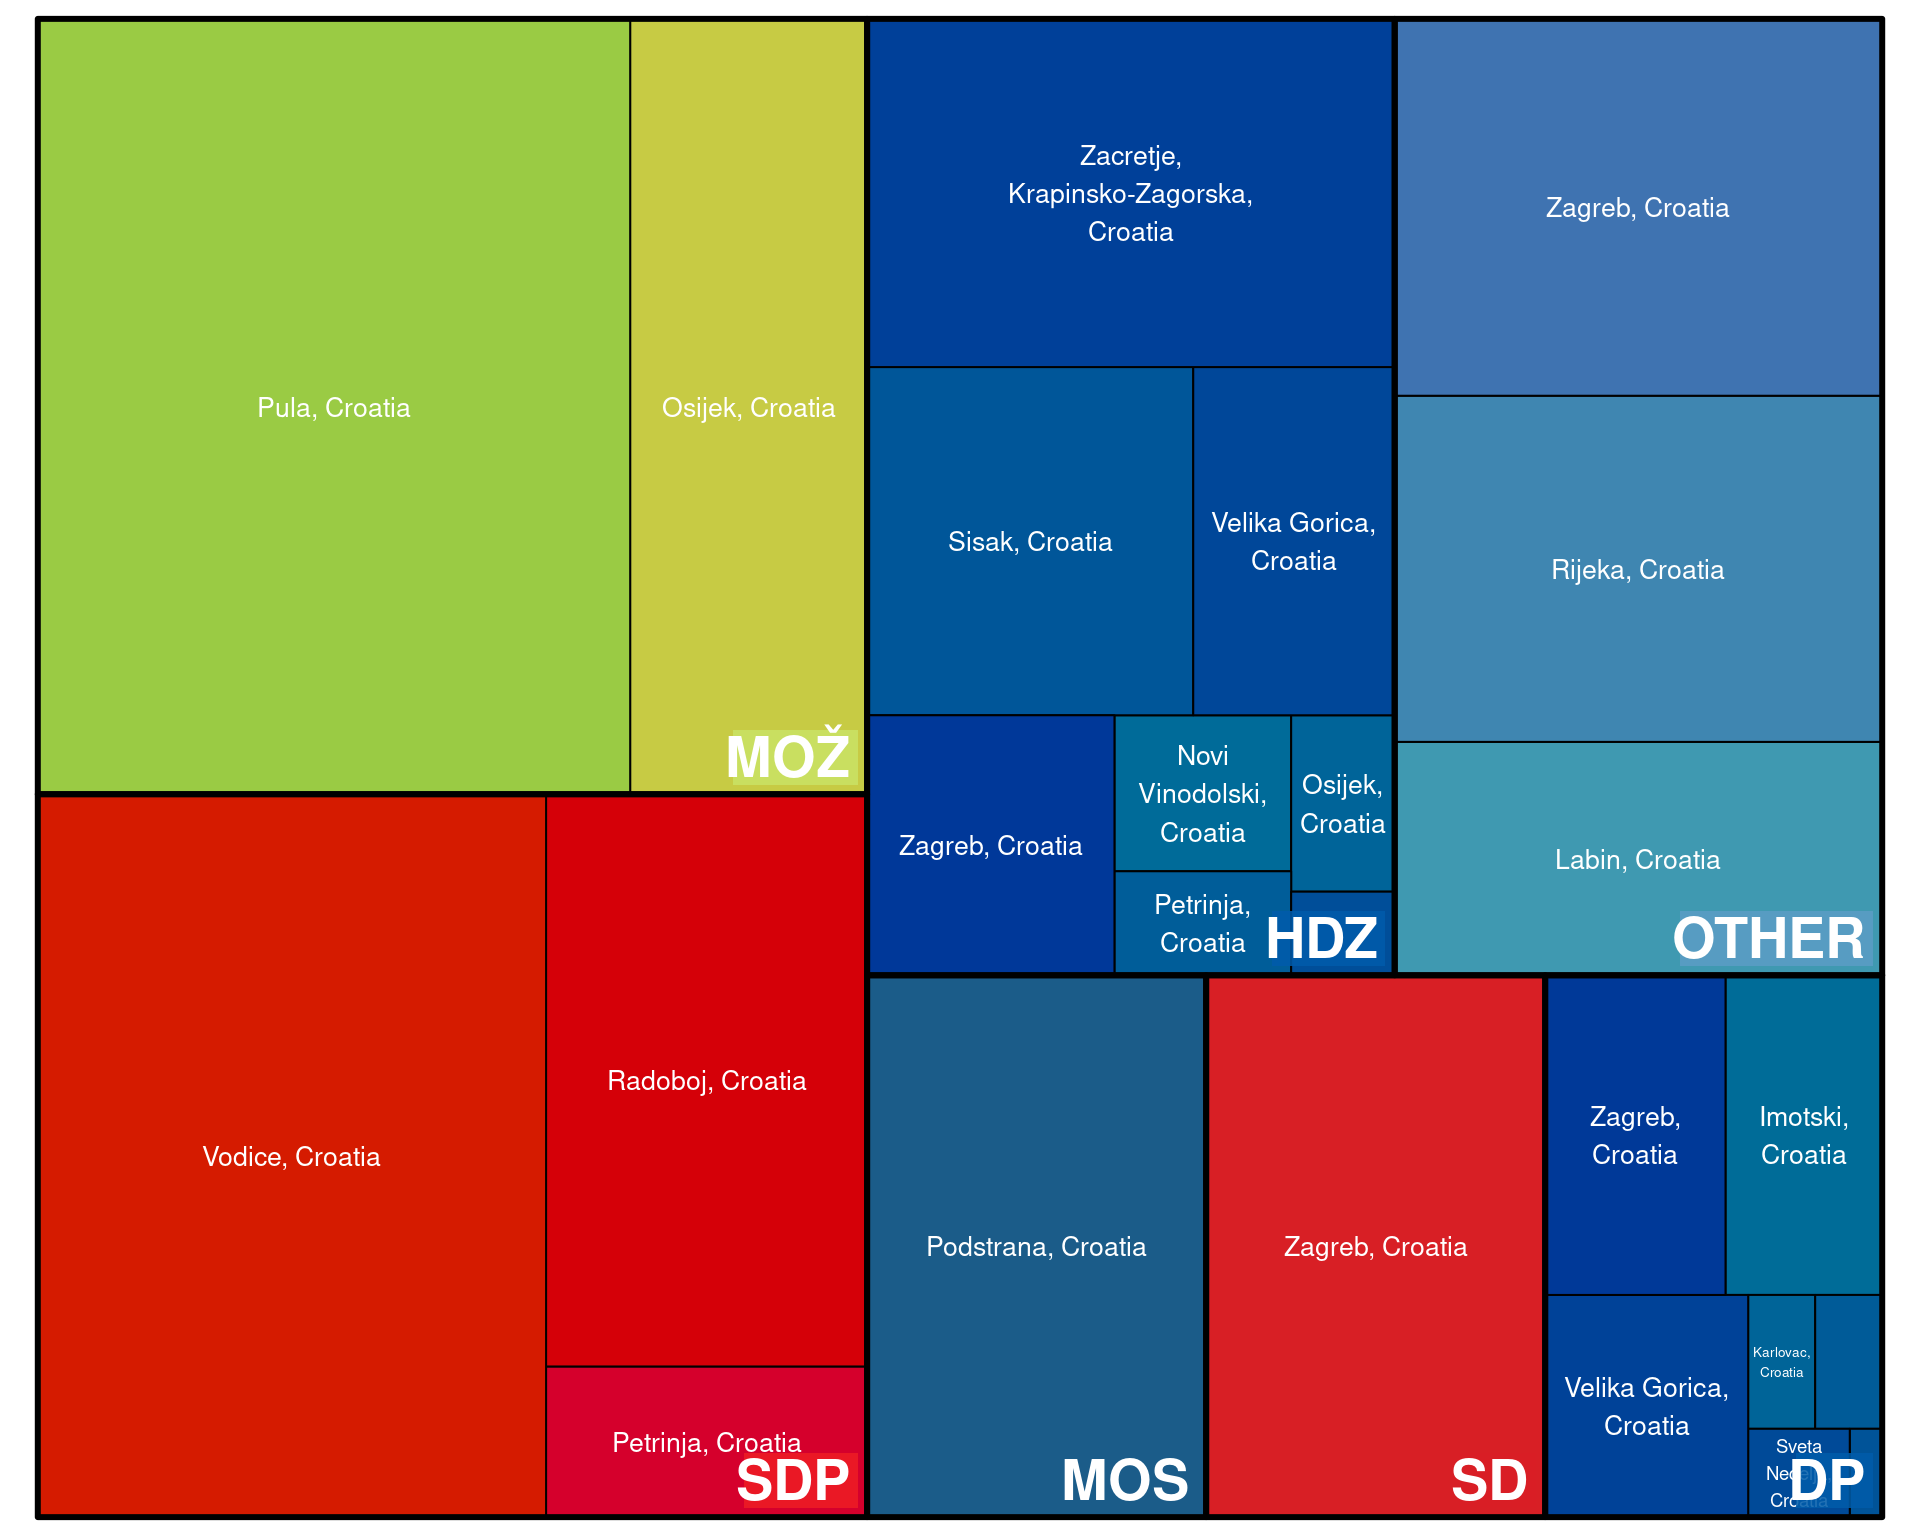 Pula, Croatia
Osijek, Croatia
MOŽ
Vodice, Croatia
Radoboj, Croatia
Petrinja, Croatia
SDP
Zacretje,
Krapinsko-Zagorska,
Croatia
Sisak, Croatia
Velika Gorica,
Croatia
Zagreb, Croatia
Novi
Vinodolski,
Croatia
Osijek,
Croatia
Petrinja,
Croatia
HDZ
Zagreb, Croatia
Rijeka, Croatia
Labin, Croatia
OTHER
Podstrana, Croatia
MOS
Zagreb, Croatia
SD
Zagreb,
Croatia
Imotski,
Croatia
Velika Gorica,
Croatia
Karlovac,
Croatia
Sveta
Croatia
DP